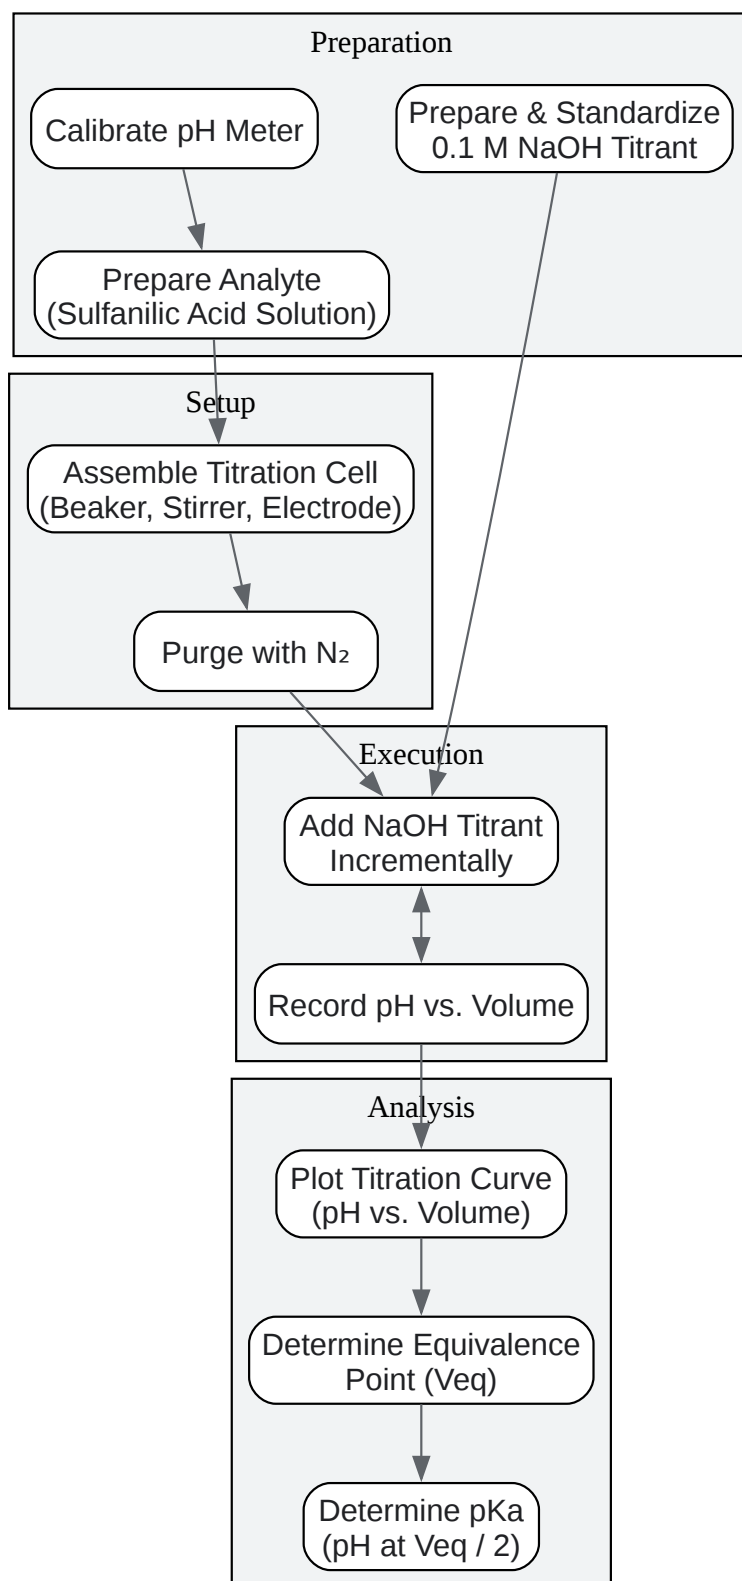 Preparation
Calibrate pH Meter
Prepare & Standardize
0.1 M NaOH Titrant
Prepare Analyte
(Sulfanilic Acid Solution)
Setup
Assemble Titration Cell
(Beaker, Stirrer, Electrode)
Purge with N₂
Execution
Add NaOH Titrant
Incrementally
Record pH vs. Volume
Analysis
Plot Titration Curve
(pH vs. Volume)
Determine Equivalence
Point (Veq)
Determine pKa
(pH at Veq / 2)